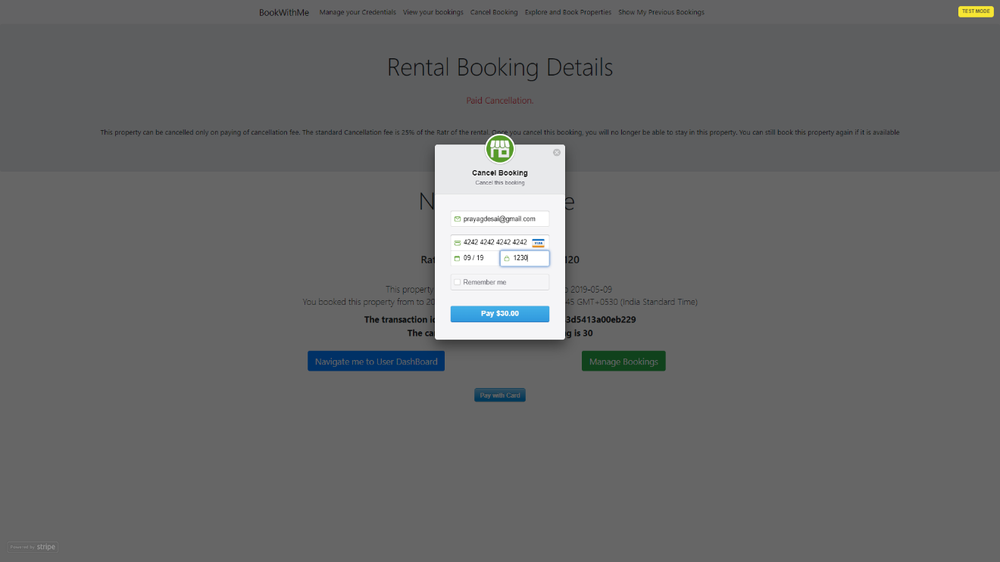 BookWithMe Manage your Credentials View your bookings Cancel Booking Explore and Book Properties Show My Previous Bookings
TEST MODE
Rental Booking Details
Paid Cancellation.
This property can be cancelled only on paying of cancellation fee. The standard Cancellation fee is 25% of the Ratr of the rental. Once you cancel this booking, you will no longer be able to stay in this property. You can still book this property again if it is available
Cancel Booking
Cancel this booking
N e
prayagdesai@gmail.com
4242 4242 4242 4242 VISA
09 / 19 1230
Rat 120
Remember me
This property o 2019-05-09
You booked this property from to 20 45 GMT+0530 (India Standard Time)
Pay $30.00
The transaction id 3d5413a00eb229
The ca g is 30
Navigate me to User DashBoard Manage Bookings
Pay with Card
Powered by stripe